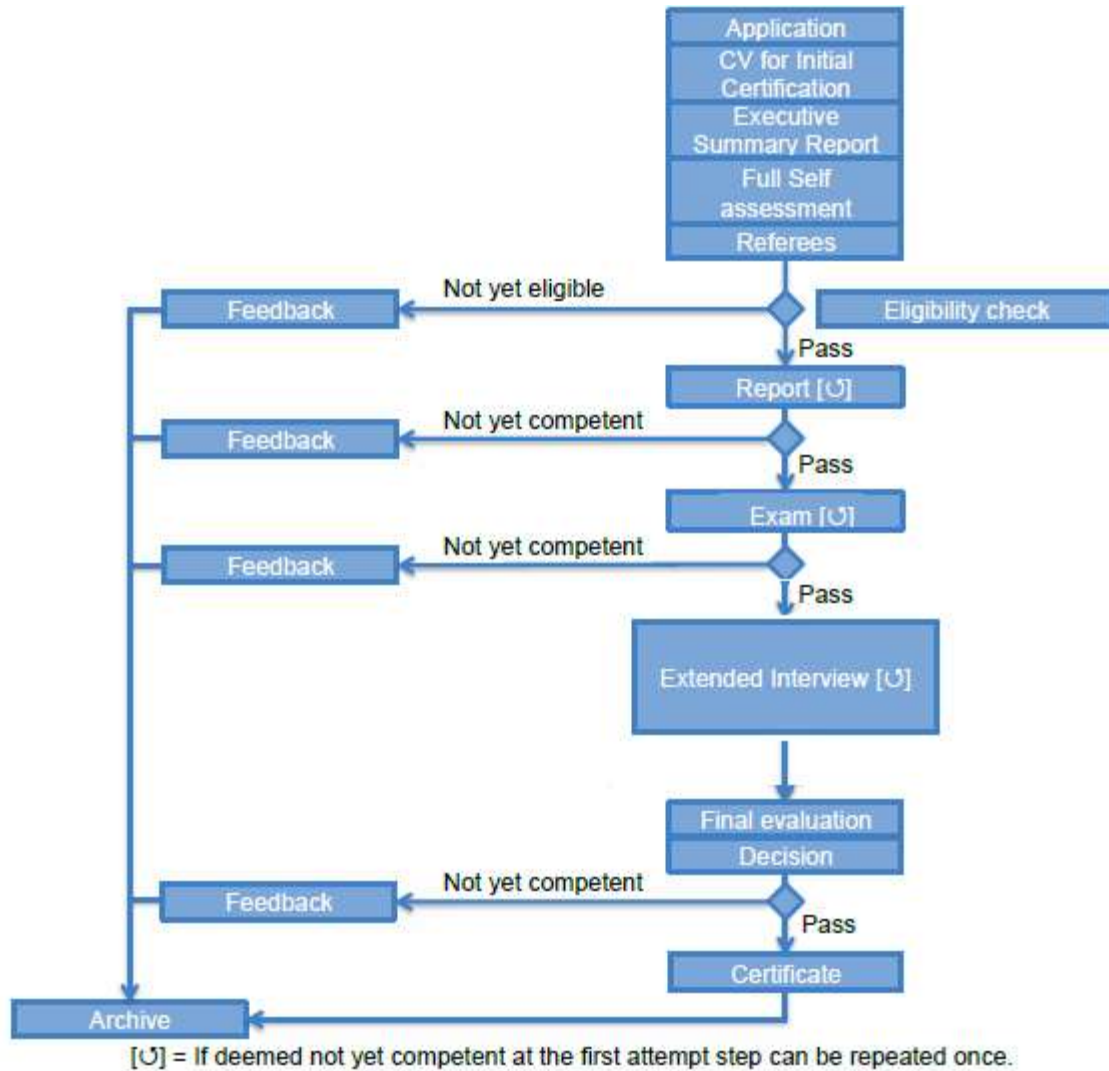 Application
CV for Initial
Certification
Executive
Summary Report
Full Self
assessment
Referees
Not yet eligible
Feedback
Eligibility check
Pass
Report [↺]
Not yet competent
Feedback
Pass
Exam [↺]
Not yet competent
Feedback
Pass
Extended Interview [↺]
Final evaluation
Decision
Not yet competent
Feedback
Pass
Certificate
Archive
[↺] = If deemed not yet competent at the first attempt step can be repeated once.